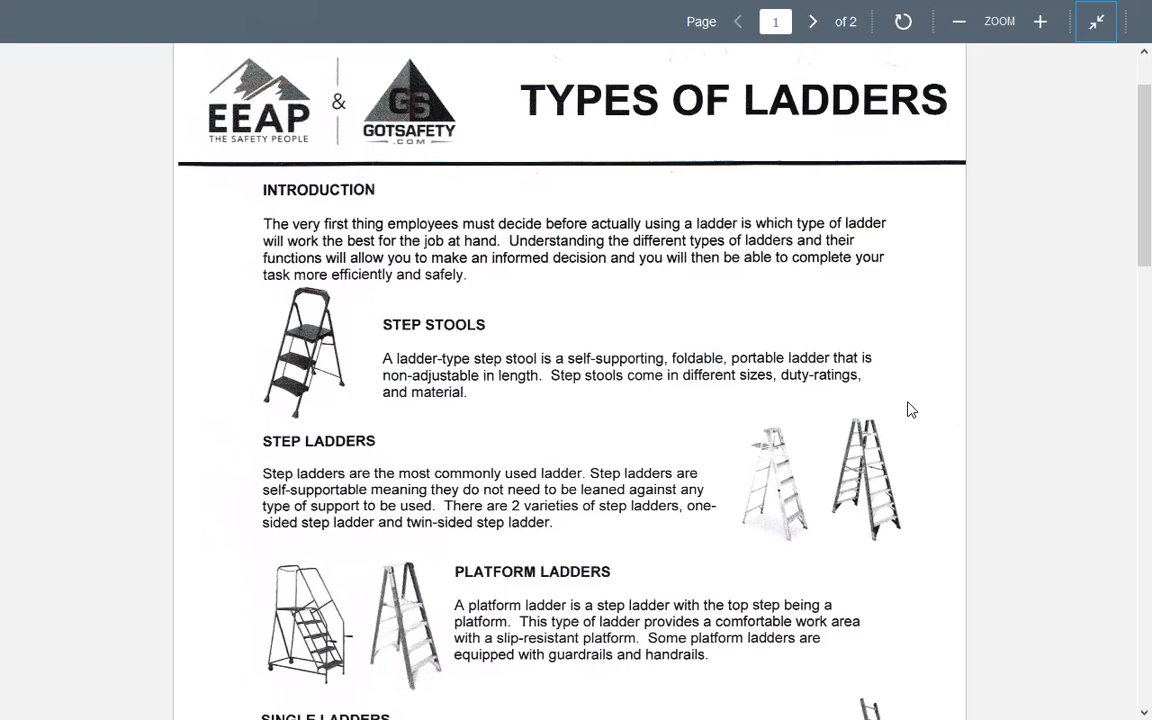 Page 1 of 2 ZOOM
EEAP
THE SAFETY PEOPLE
&
GS
GOTSAFETY
.COM
TYPES OF LADDERS
INTRODUCTION
The very first thing employees must decide before actually using a ladder is which type of ladder
will work the best for the job at hand. Understanding the different types of ladders and their
functions will allow you to make an informed decision and you will then be able to complete your
task more efficiently and safely.
STEP STOOLS
A ladder-type step stool is a self-supporting, foldable, portable ladder that is
non-adjustable in length. Step stools come in different sizes, duty-ratings,
and material.
STEP LADDERS
Step ladders are the most commonly used ladder. Step ladders are
self-supportable meaning they do not need to be leaned against any
type of support to be used. There are 2 varieties of step ladders, one-
sided step ladder and twin-sided step ladder.
PLATFORM LADDERS
A platform ladder is a step ladder with the top step being a
platform. This type of ladder provides a comfortable work area
with a slip-resistant platform. Some platform ladders are
equipped with guardrails and handrails.
SINGLE LADDERS